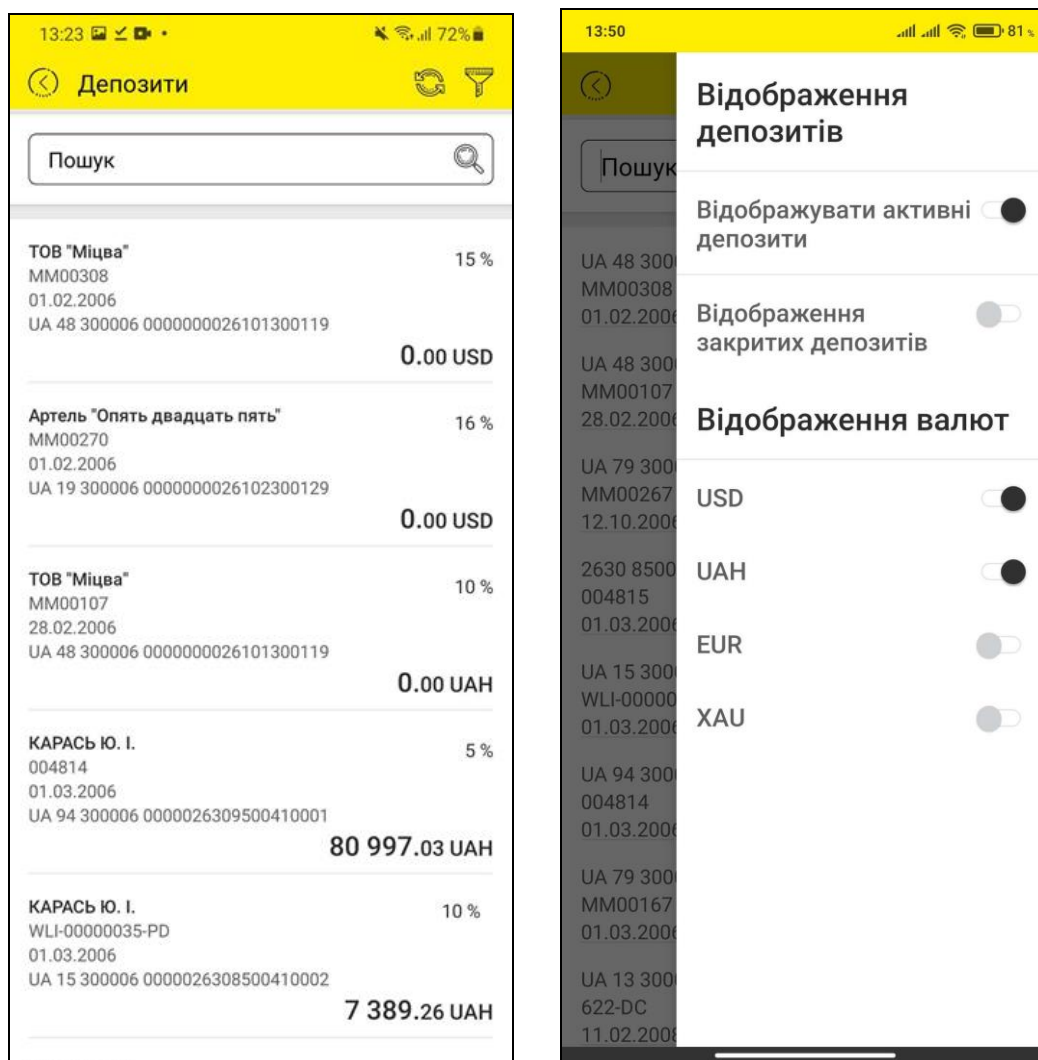 13:23
72%
Депозити
Пошук
ТОВ "Міцва"
15 %
MM00308
01.02.2006
UA 48 300006 0000000026101300119
0.00 USD
Артель "Опять двадцать пять"
16 %
MM00270
01.02.2006
UA 19 300006 0000000026102300129
0.00 USD
ТОВ "Міцва"
10 %
MM00107
28.02.2006
UA 48 300006 0000000026101300119
0.00 UAH
КАРАСЬ Ю. І.
5 %
004814
01.03.2006
UA 94 300006 0000026309500410001
80 997.03 UAH
КАРАСЬ Ю. І.
10 %
WLI-00000035-PD
01.03.2006
UA 15 300006 0000026308500410002
7 389.26 UAH
13:50
81 %
Пошук
UA 48 300
MM00308
01.02.2006
UA 48 300
MM00107
28.02.2006
UA 79 300
MM00267
12.10.2006
2630 8500
004815
01.03.2006
UA 15 300
WLI-00000
01.03.2006
UA 94 300
004814
01.03.2006
UA 79 300
MM00167
01.03.2006
UA 13 300
622-DC
11.02.2008
Відображення
депозитів
Відображувати активні
депозити
Відображення
закритих депозитів
Відображення валют
USD
UAH
EUR
XAU